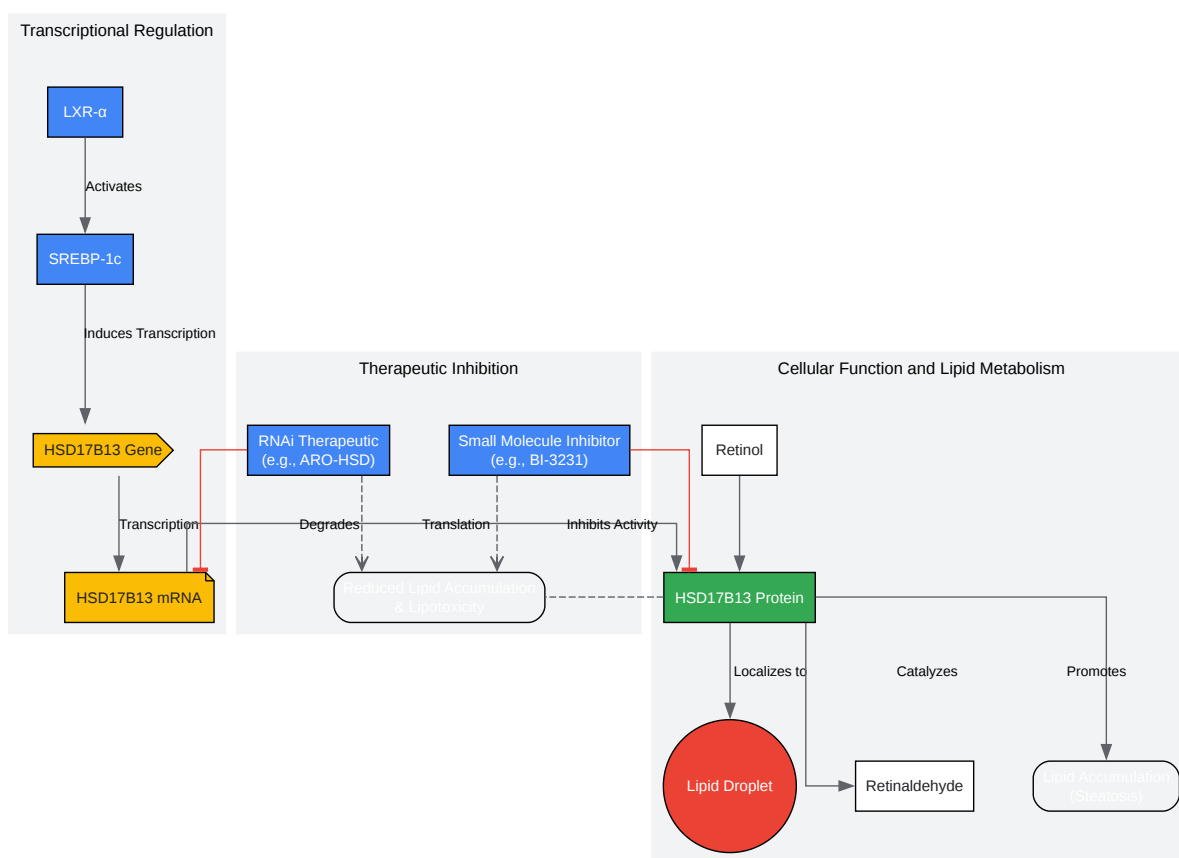 Transcriptional Regulation
LXR-α
Activates
SREBP-1c
Induces Transcription
Therapeutic Inhibition
Cellular Function and Lipid Metabolism
HSD17B13 Gene
RNAi Therapeutic
(e.g., ARO-HSD)
Small Molecule Inhibitor
(e.g., BI-3231)
Retinol
Transcription
Degrades
Translation
Inhibits Activity
HSD17B13 mRNA
Reduced Lipid Accumulation
& Lipotoxicity
HSD17B13 Protein
Localizes to
Catalyzes
Promotes
Lipid Droplet
Retinaldehyde
Lipid Accumulation
(Steatosis)